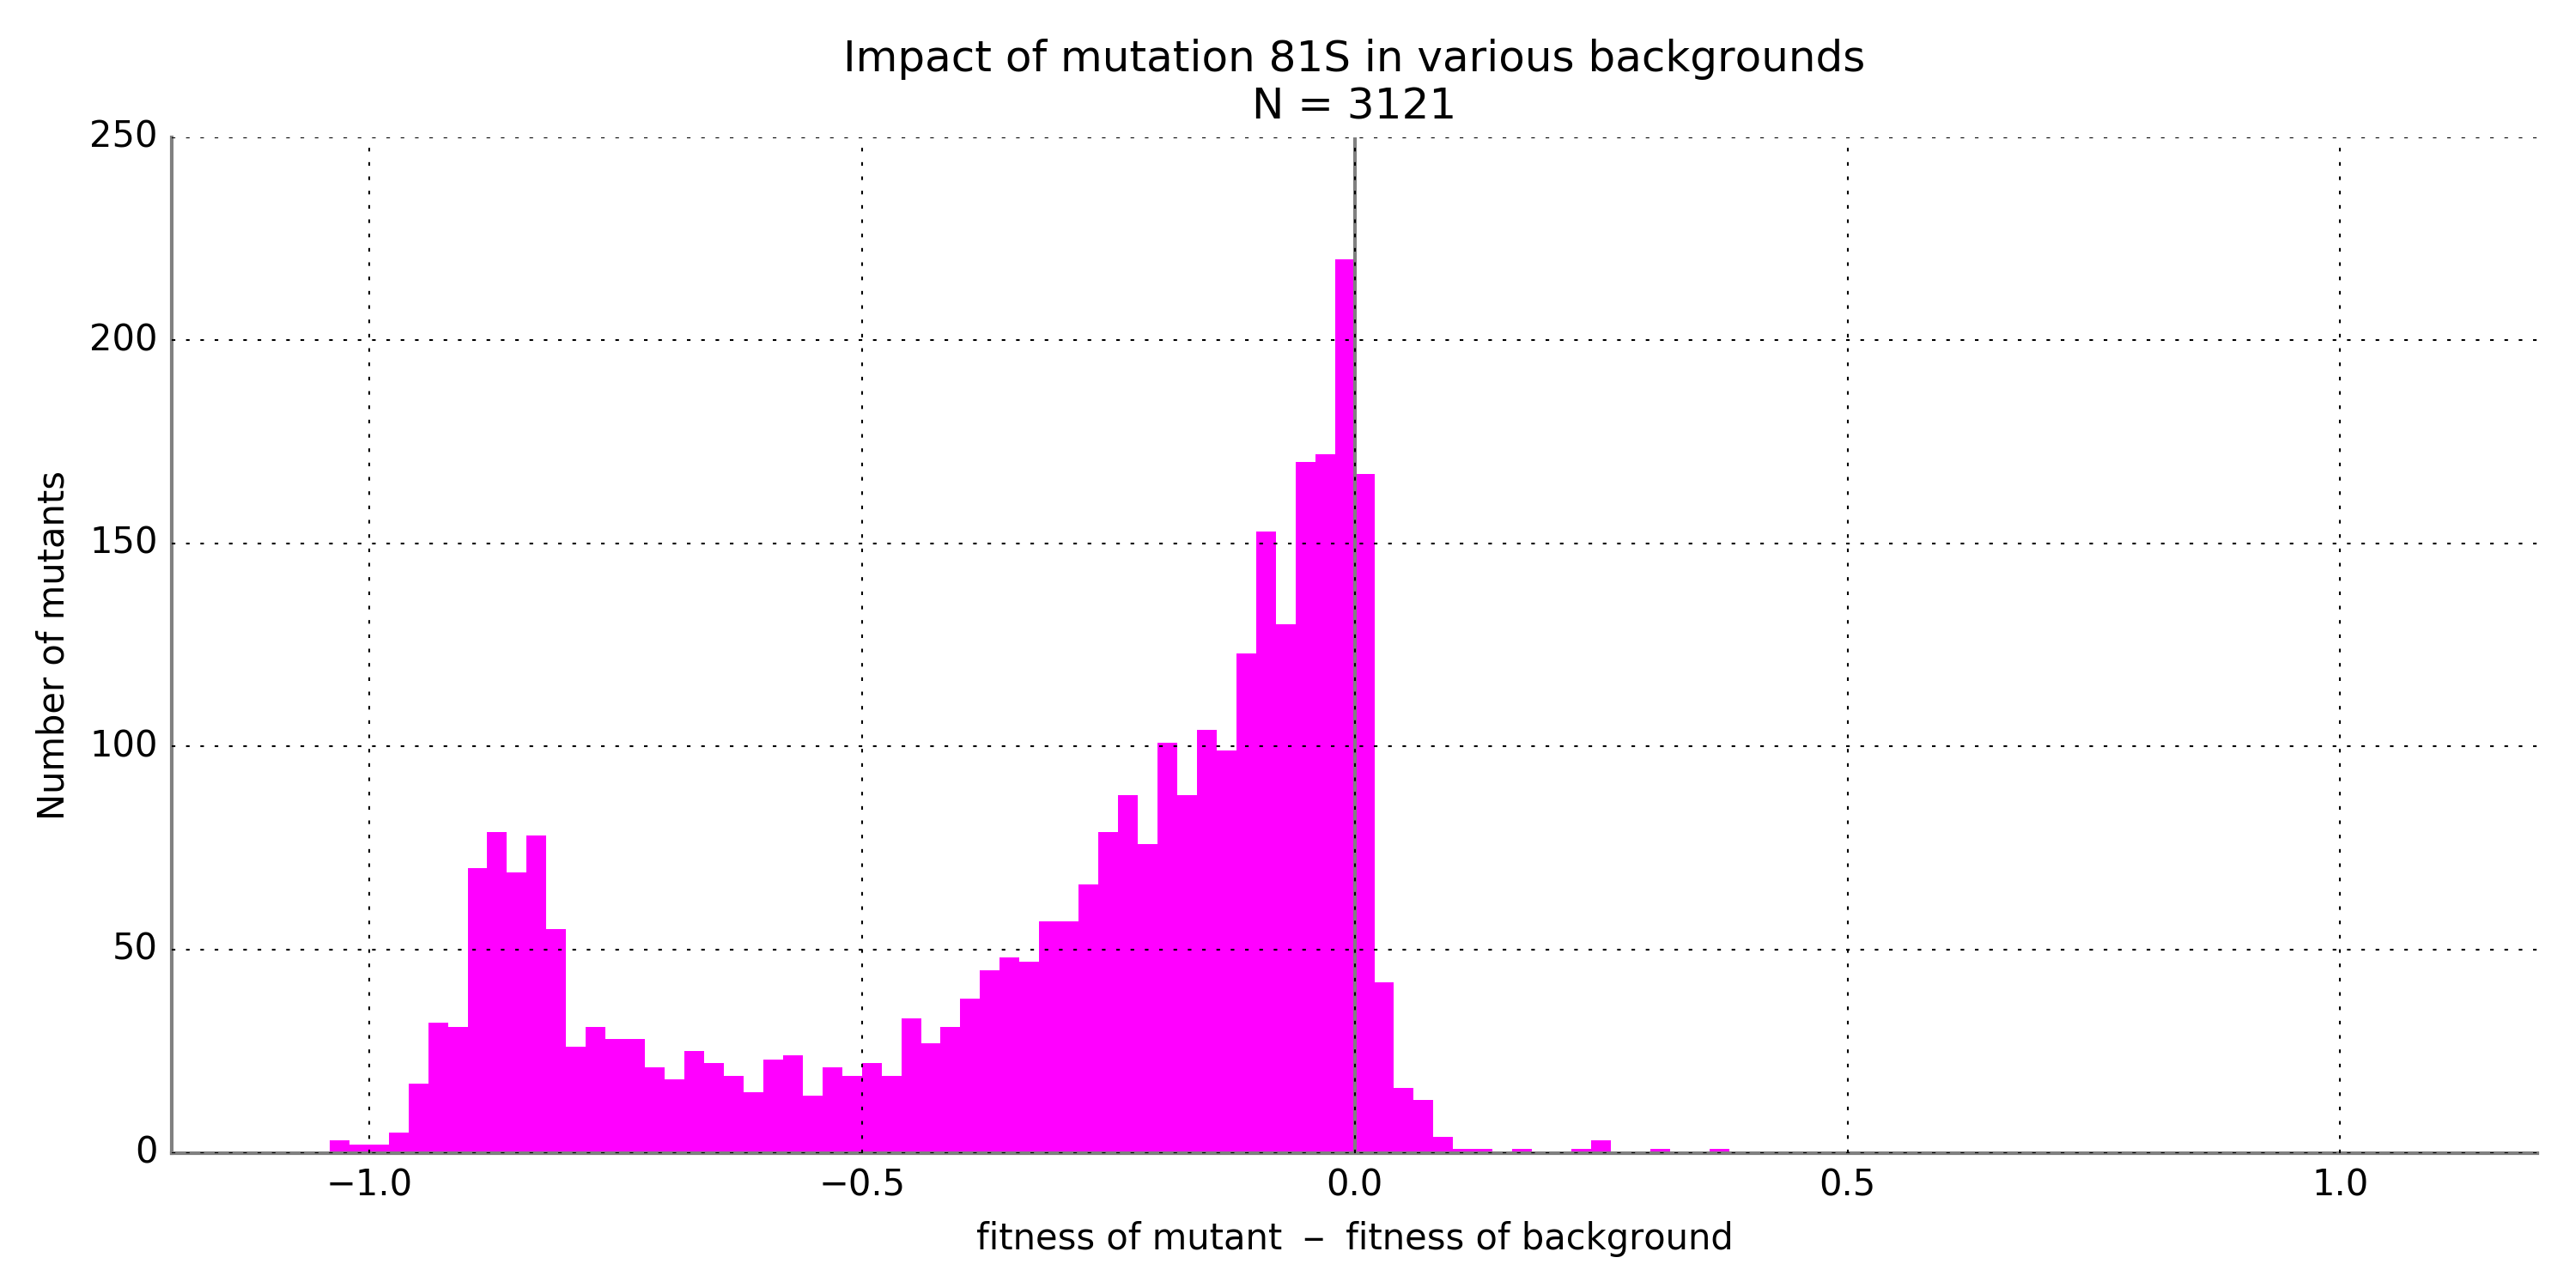 Impact of mutation 81S in various backgrounds
N = 3121
250
200
150
100
50
0
Number of mutants
−1.0
−0.5
0.0
0.5
1.0
fitness of mutant − fitness of background